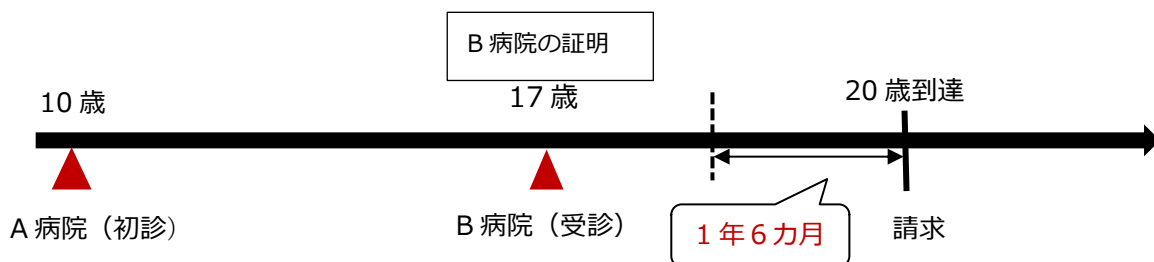 B病院の証明
10歳
17歳
20歳到達
A病院（初診）
B病院（受診）
1年6カ月
請求